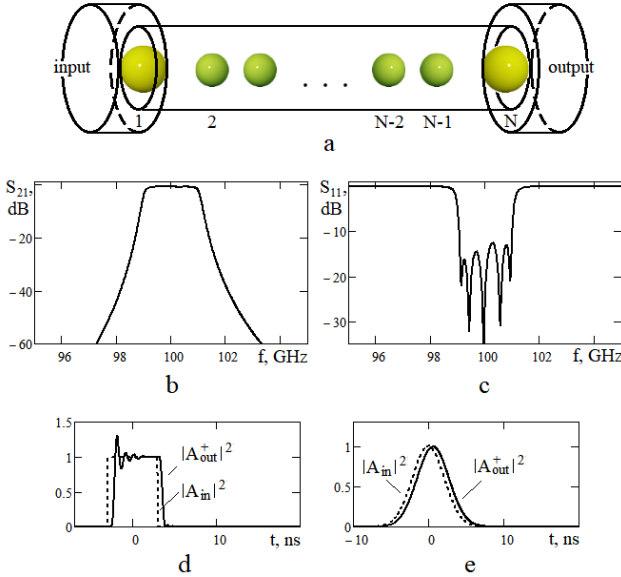 input
output
. . .
1
2
N-2
N-1
N
a
S21,
dB
−20
−40
−60
96
98
100
102
f, GHz
b
S11,
dB
−10
−20
−30
96
98
100
102
f, GHz
c
1.5
1
0.5
0
0
10
t, ns
|A+out|2
|Ain|2
d
1
0.5
0
−10
0
10
t, ns
|Ain|2
|A+out|2
e